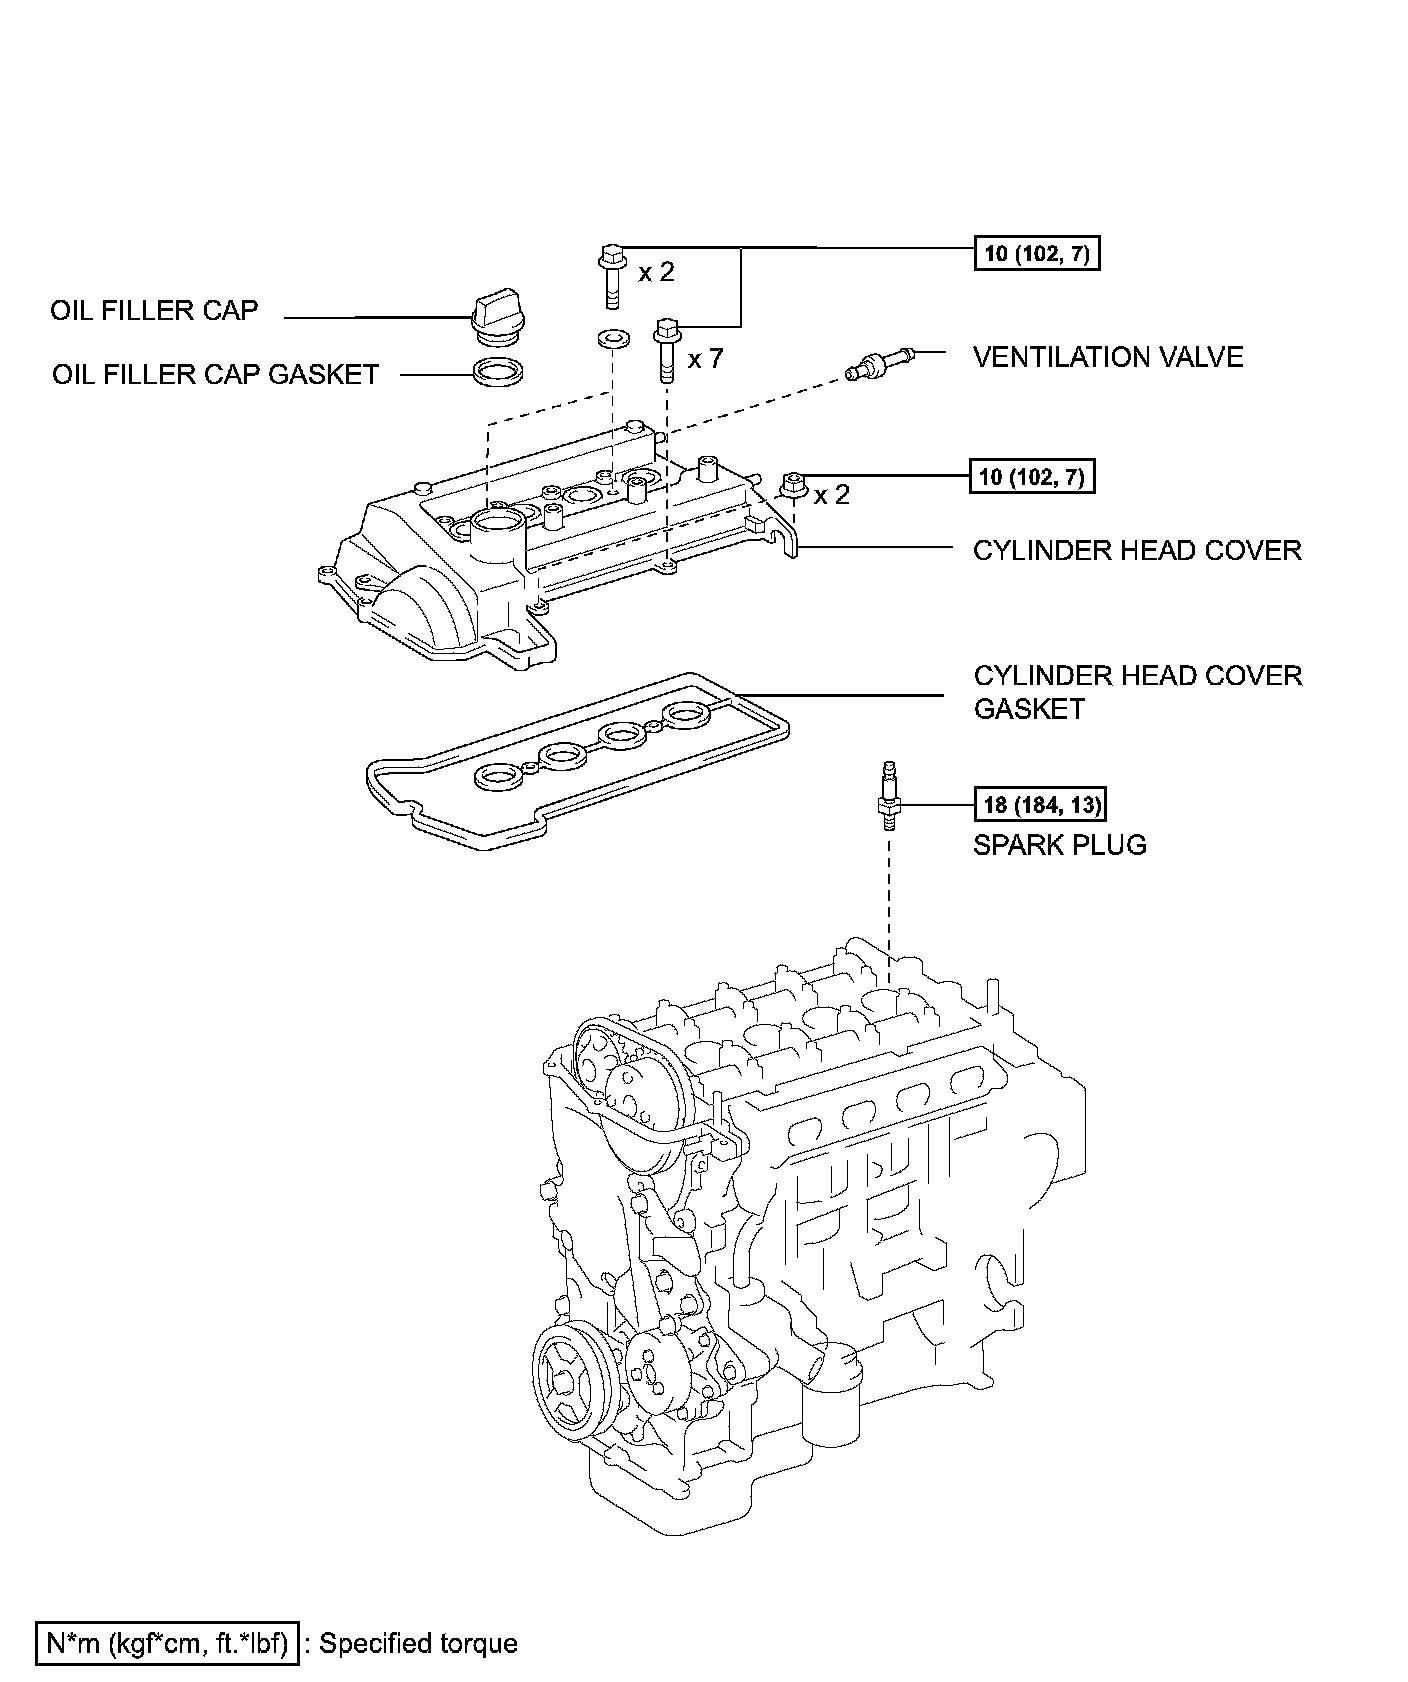 10 (102, 7)
x 2
OIL FILLER CAP
x 7
VENTILATION VALVE
OIL FILLER CAP GASKET
10 (102, 7)
x 2
CYLINDER HEAD COVER
CYLINDER HEAD COVER
GASKET
18 (184, 13)
SPARK PLUG
N*m (kgf*cm, ft.*lbf) : Specified torque